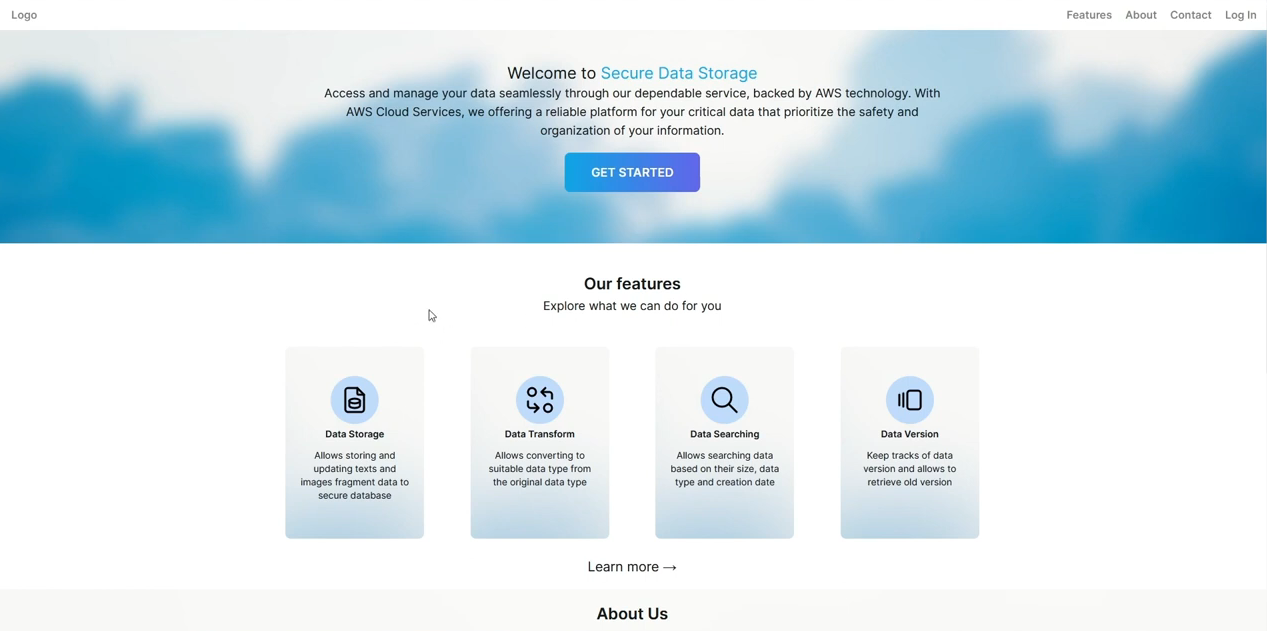 Logo
Features About Contact Log In
Welcome to Secure Data Storage
Access and manage your data seamlessly through our dependable service, backed by AWS technology. With
AWS Cloud Services, we offering a reliable platform for your critical data that prioritize the safety and
organization of your information.
GET STARTED
Our features
Explore what we can do for you
Data Storage
Allows storing and
updating texts and
images fragment data to
secure database
Data Transform
Allows converting to
suitable data type from
the original data type
Data Searching
Allows searching data
based on their size, data
type and creation date
Data Version
Keep tracks of data
version and allows to
retrieve old version
Learn more →
About Us